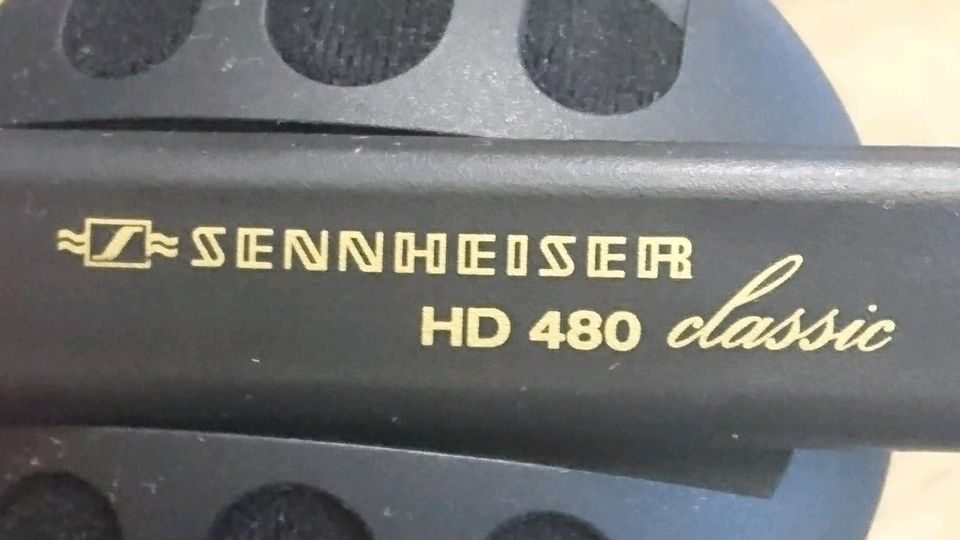 SENNHEISER
HD 480 classic